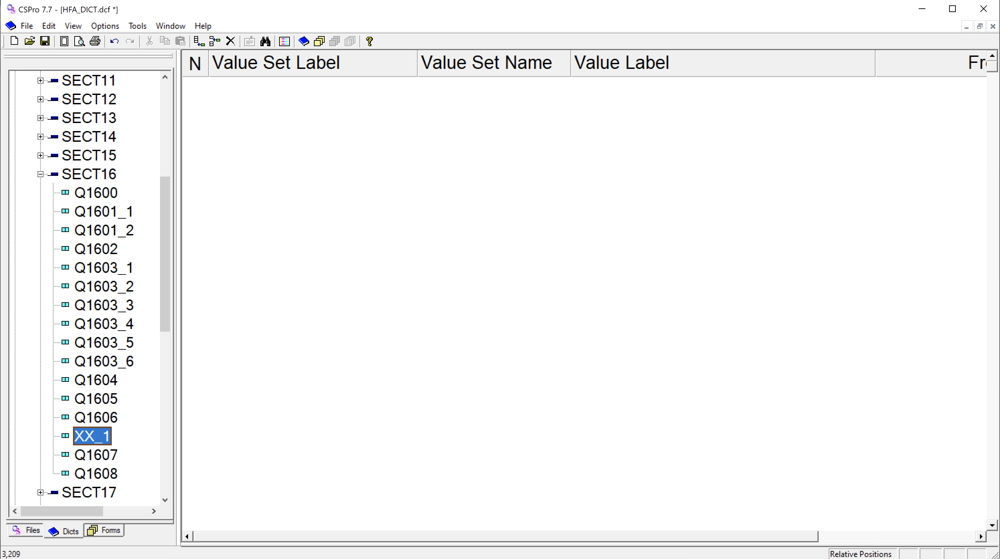 CSPro 7.7 - [HFA_DICT.dcf *]
File Edit View Options Tools Window Help
N Value Set Label Value Set Name Value Label Fr
SECT11
SECT12
SECT13
SECT14
SECT15
SECT16
Q1600
Q1601_1
Q1601_2
Q1602
Q1603_1
Q1603_2
Q1603_3
Q1603_4
Q1603_5
Q1603_6
Q1604
Q1605
Q1606
XX_1
Q1607
Q1608
SECT17
Files Dicts Forms
3,209 Relative Positions